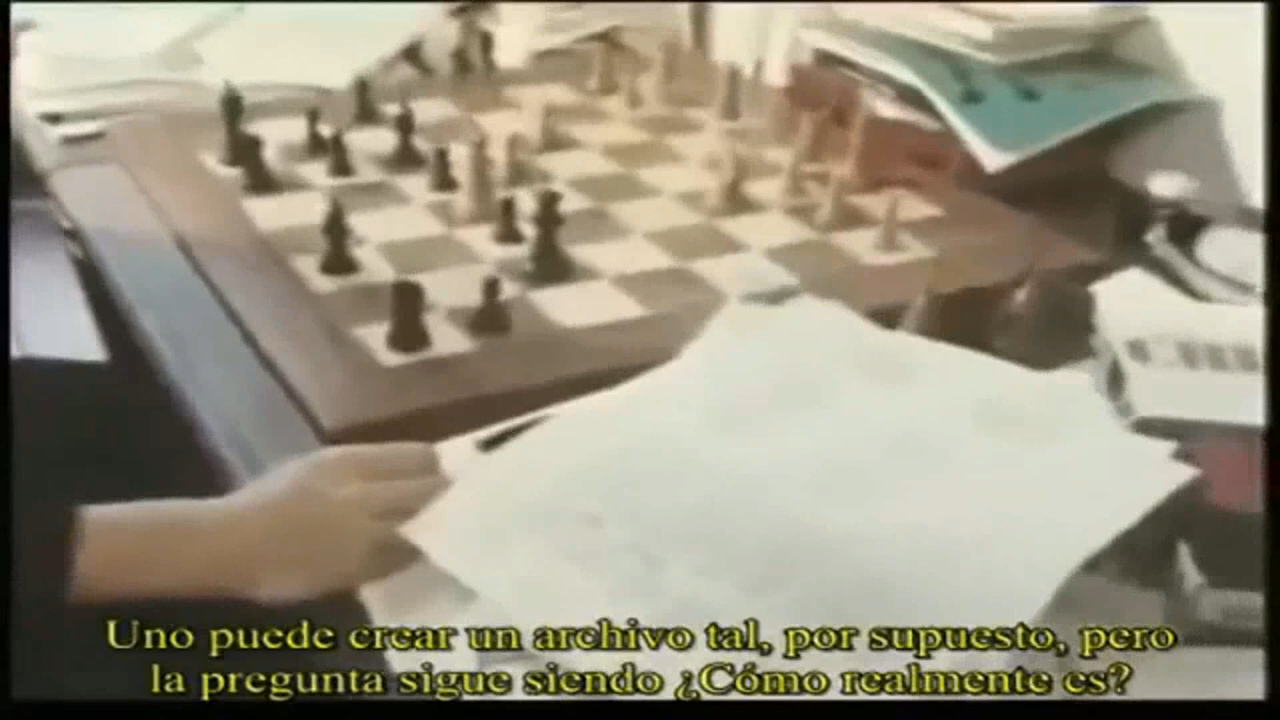 Uno puede crear un archivo tal, por supuesto, pero
la pregunta sigue siendo ¿Cómo realmente es?